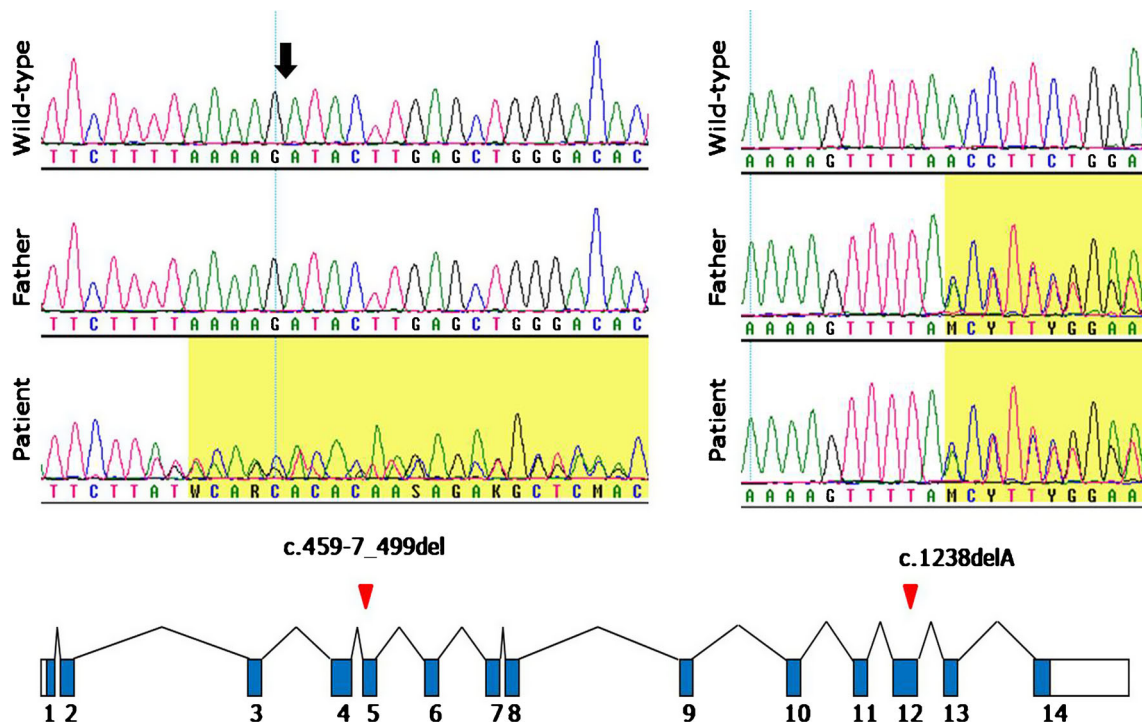 Wild-type
T T C T T T T A A A A G A T A C T T G A G C T G G G A C A C
Father
T T C T T T T A A A A G A T A C T T G A G C T G G G A C A C
Patient
T T C T T A T W C A R C A C A C A A S A G A K G C T C M A C
Wild-type
A A A A G T T T T A A C C T T C T G G A
Father
A A A A G T T T T A M C Y T T Y G G A A
Patient
A A A A G T T T T A M C Y T T Y G G A A
c.459-7_499del
c.1238delA
1 2 3 4 5 6 7 8 9 10 11 12 13 14